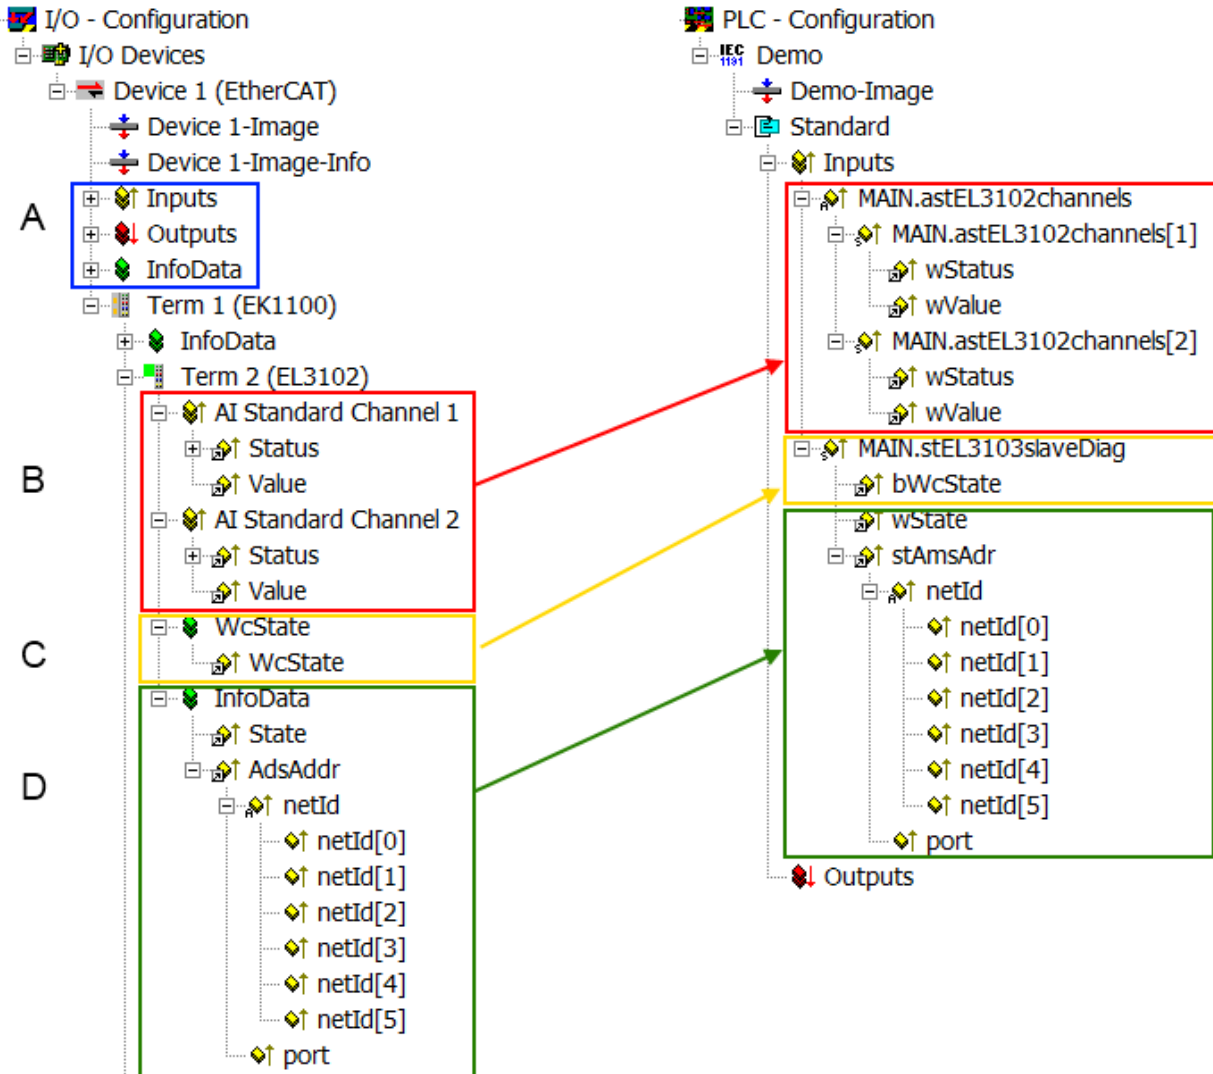 I/O - Configuration
I/O Devices
Device 1 (EtherCAT)
Device 1-Image
Device 1-Image-Info
A
Inputs
Outputs
InfoData
Term 1 (EK1100)
InfoData
Term 2 (EL3102)
B
AI Standard Channel 1
Status
Value
AI Standard Channel 2
Status
Value
C
WcState
WcState
D
InfoData
State
AdsAddr
netId
netId[0]
netId[1]
netId[2]
netId[3]
netId[4]
netId[5]
port
PLC - Configuration
IEC
1131
Demo
Demo-Image
Standard
Inputs
MAIN.astEL3102channels
MAIN.astEL3102channels[1]
wStatus
wValue
MAIN.astEL3102channels[2]
wStatus
wValue
MAIN.stEL3103slaveDiag
bWcState
wState
stAmsAdr
netId
netId[0]
netId[1]
netId[2]
netId[3]
netId[4]
netId[5]
port
Outputs